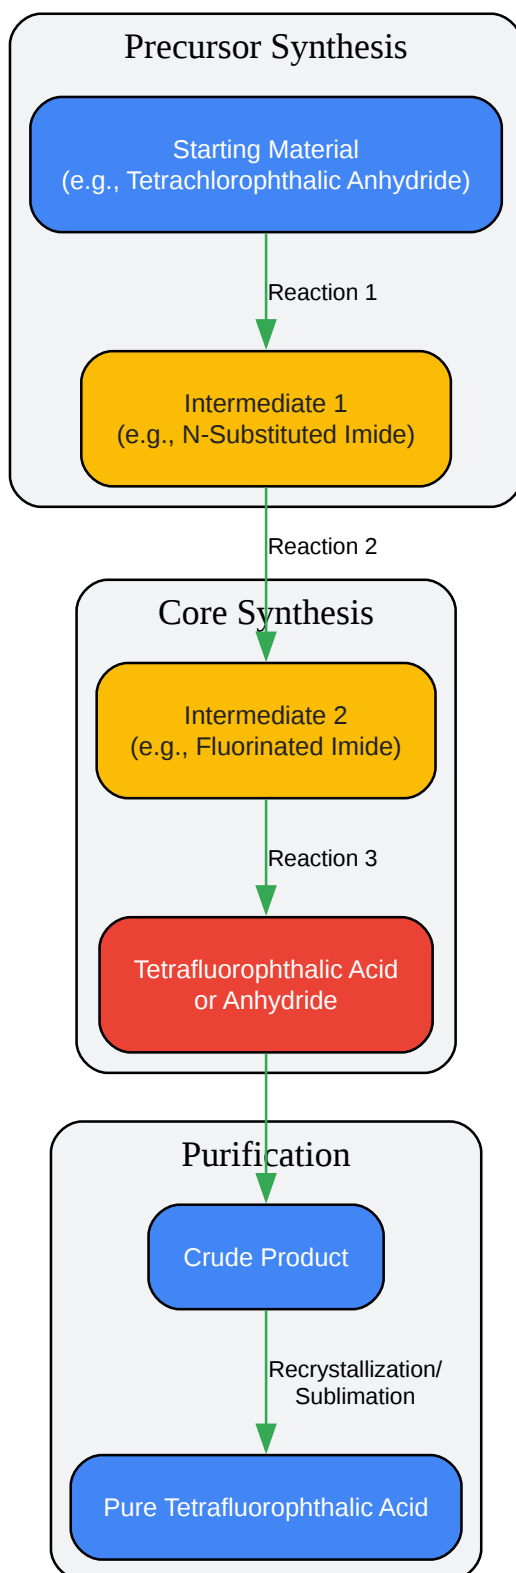 Precursor Synthesis
Starting Material
(e.g., Tetrachlorophthalic Anhydride)
Reaction 1
Intermediate 1
(e.g., N-Substituted Imide)
Reaction 2
Core Synthesis
Intermediate 2
(e.g., Fluorinated Imide)
Reaction 3
Tetrafluorophthalic Acid
or Anhydride
Purification
Crude Product
Recrystallization/
Sublimation
Pure Tetrafluorophthalic Acid